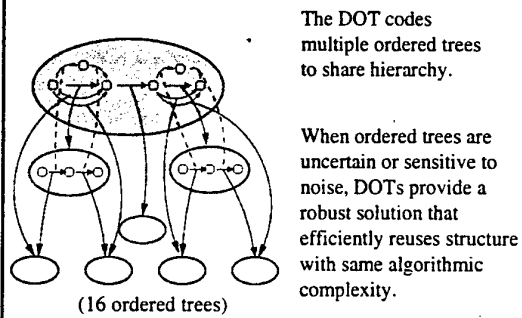 The DOT codes
multiple ordered trees
to share hierarchy.
When ordered trees are
uncertain or sensitive to
noise, DOTs provide a
robust solution that
efficiently reuses structure
with same algorithmic
complexity.
(16 ordered trees)